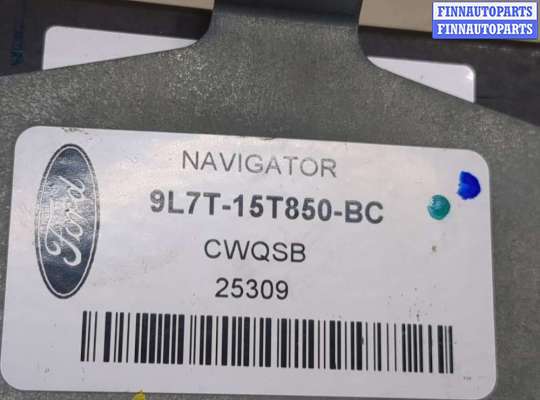 FINNAUTOPARTS
FINNAUTOPARTS
NAVIGATOR
Ford
9L7T-15T850-BC
CWQSB
25309